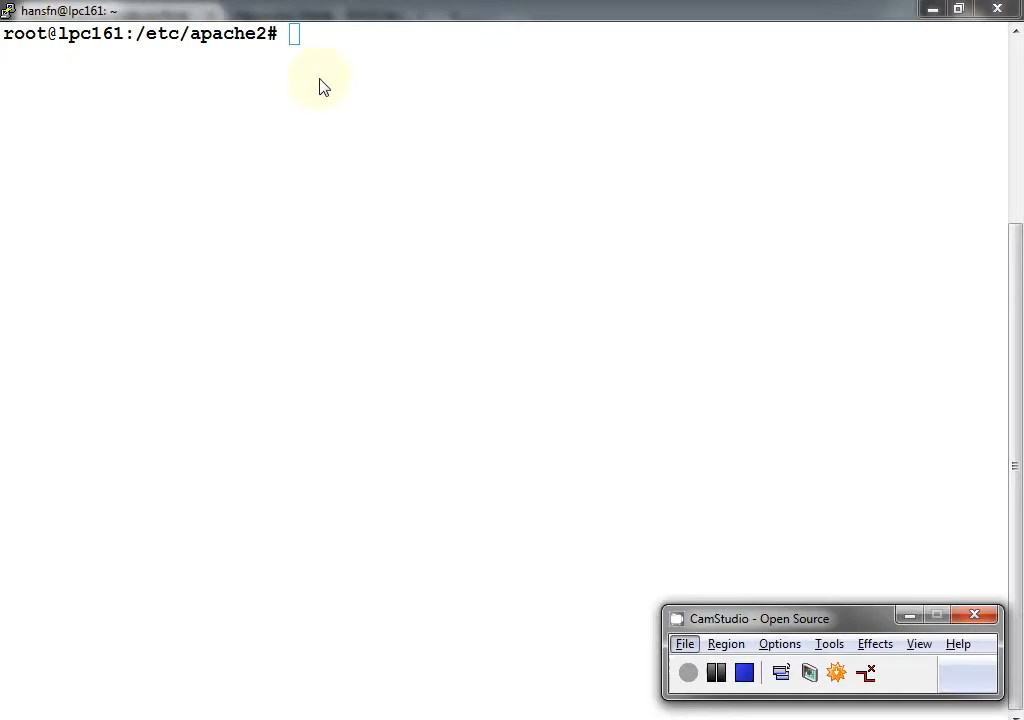 hansfn@lpc161: ~
root@lpc161:/etc/apache2#
CamStudio - Open Source
File Region Options Tools Effects View Help